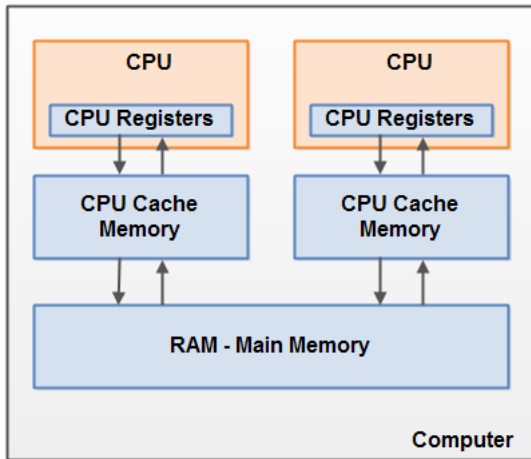 CPU
CPU
CPU Registers
CPU Registers
CPU Cache
Memory
CPU Cache
Memory
RAM - Main Memory
Computer